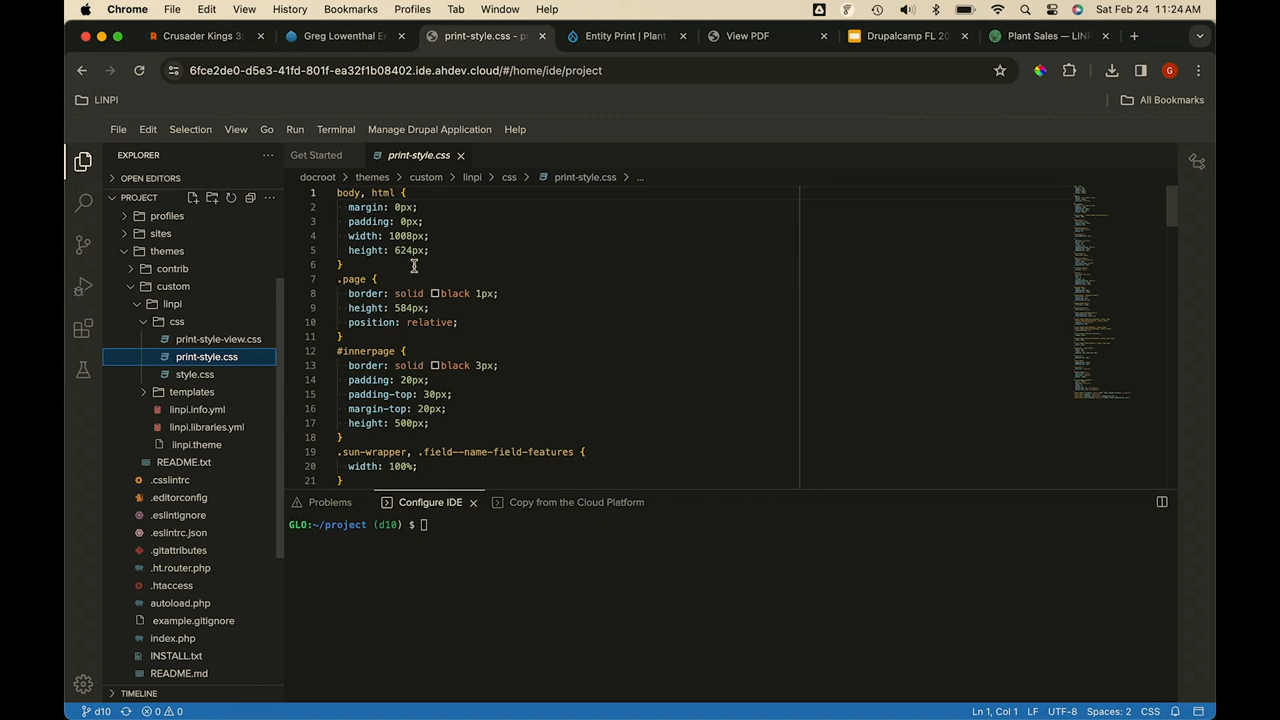 Chrome File Edit View History Bookmarks Profiles Tab Window Help Sat Feb 24 11:24 AM
Crusader Kings 3: Greg Lowenthal En print-style.css - p Entity Print | Plant View PDF Drupalcamp FL 20 Plant Sales — LINP
6fce2de0-d5e3-41fd-801f-ea32f1b08402.ide.ahdev.cloud/#/home/ide/project G
LINPI All Bookmarks
File Edit Selection View Go Run Terminal Manage Drupal Application Help
EXPLORER
OPEN EDITORS
PROJECT
profiles
sites
themes
contrib
custom
linpi
css
print-style-view.css
print-style.css
style.css
templates
linpi.info.yml
linpi.libraries.yml
linpi.theme
README.txt
.csslintrc
.editorconfig
.eslintignore
.eslintrc.json
.gitattributes
.ht.router.php
.htaccess
autoload.php
example.gitignore
index.php
INSTALL.txt
README.md
TIMELINE
Get Started print-style.css
docroot > themes > custom > linpi > css > print-style.css > ...
1 body, html {
2 margin: 0px;
3 padding: 0px;
4 width: 1008px;
5 height: 624px;
6 }
7 .page {
8 border: solid black 1px;
9 height: 584px;
10 position: relative;
11 }
12 #innerpage {
13 border: solid black 3px;
14 padding: 20px;
15 padding-top: 30px;
16 margin-top: 20px;
17 height: 500px;
18 }
19 .sun-wrapper, .field--name-field-features {
20 width: 100%;
21 }
Problems Configure IDE Copy from the Cloud Platform
GLO:~/project (d10) $
d10 0 0 Ln 1, Col 1 LF UTF-8 Spaces: 2 CSS